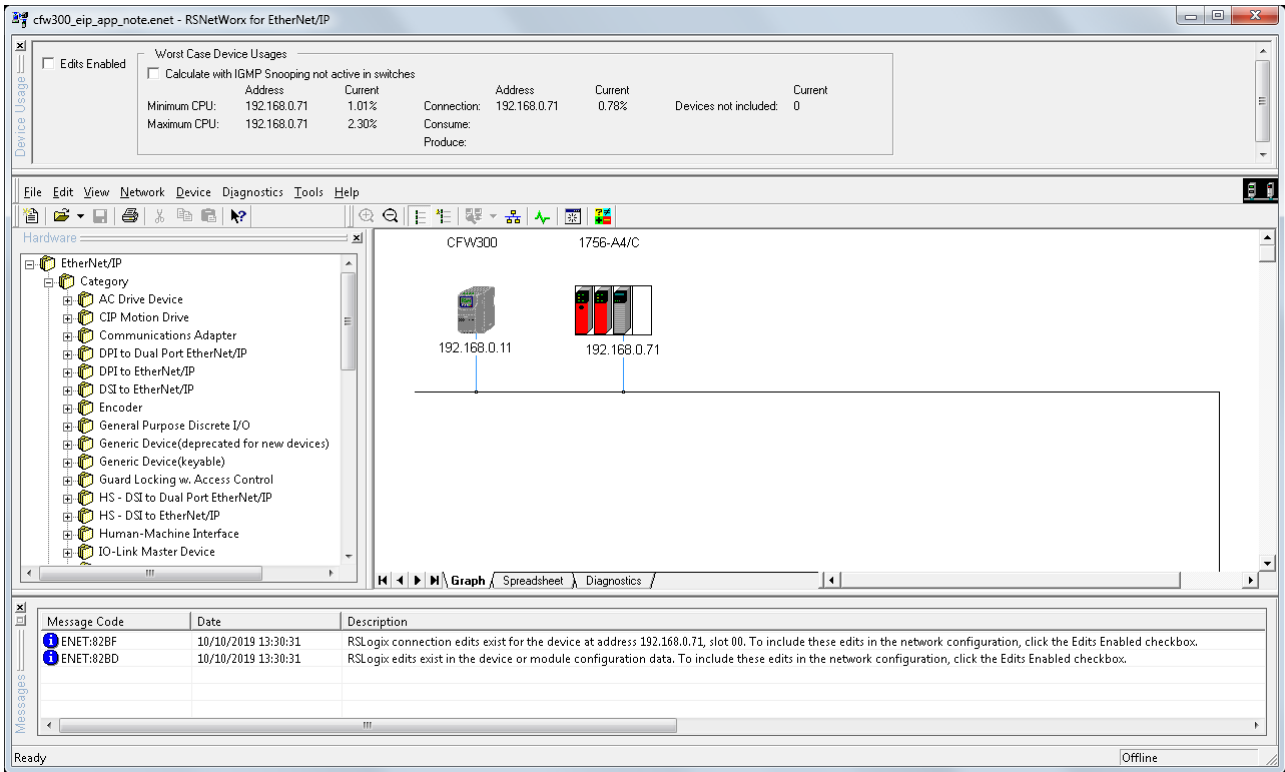 cfw300_eip_app_note.enet - RSNetWorx for EtherNet/IP
Device Usage
Edits Enabled
Worst Case Device Usages
Calculate with IGMP Snooping not active in switches
Address Current Address Current Current
Minimum CPU: 192.168.0.71 1.01% Connection: 192.168.0.71 0.78% Devices not included: 0
Maximum CPU: 192.168.0.71 2.30% Consume:
Produce:
File Edit View Network Device Diagnostics Tools Help
Hardware
EtherNet/IP
Category
AC Drive Device
CIP Motion Drive
Communications Adapter
DPI to Dual Port EtherNet/IP
DPI to EtherNet/IP
DSI to EtherNet/IP
Encoder
General Purpose Discrete I/O
Generic Device(deprecated for new devices)
Generic Device(keyable)
Guard Locking w. Access Control
HS - DSI to Dual Port EtherNet/IP
HS - DSI to EtherNet/IP
Human-Machine Interface
IO-Link Master Device
CFW300 1756-A4/C
192.168.0.11 192.168.0.71
Graph Spreadsheet Diagnostics
Messages
Message Code Date Description
ENET:82BF 10/10/2019 13:30:31 RSLogix connection edits exist for the device at address 192.168.0.71, slot 00. To include these edits in the network configuration, click the Edits Enabled checkbox.
ENET:82BD 10/10/2019 13:30:31 RSLogix edits exist in the device or module configuration data. To include these edits in the network configuration, click the Edits Enabled checkbox.
Ready Offline